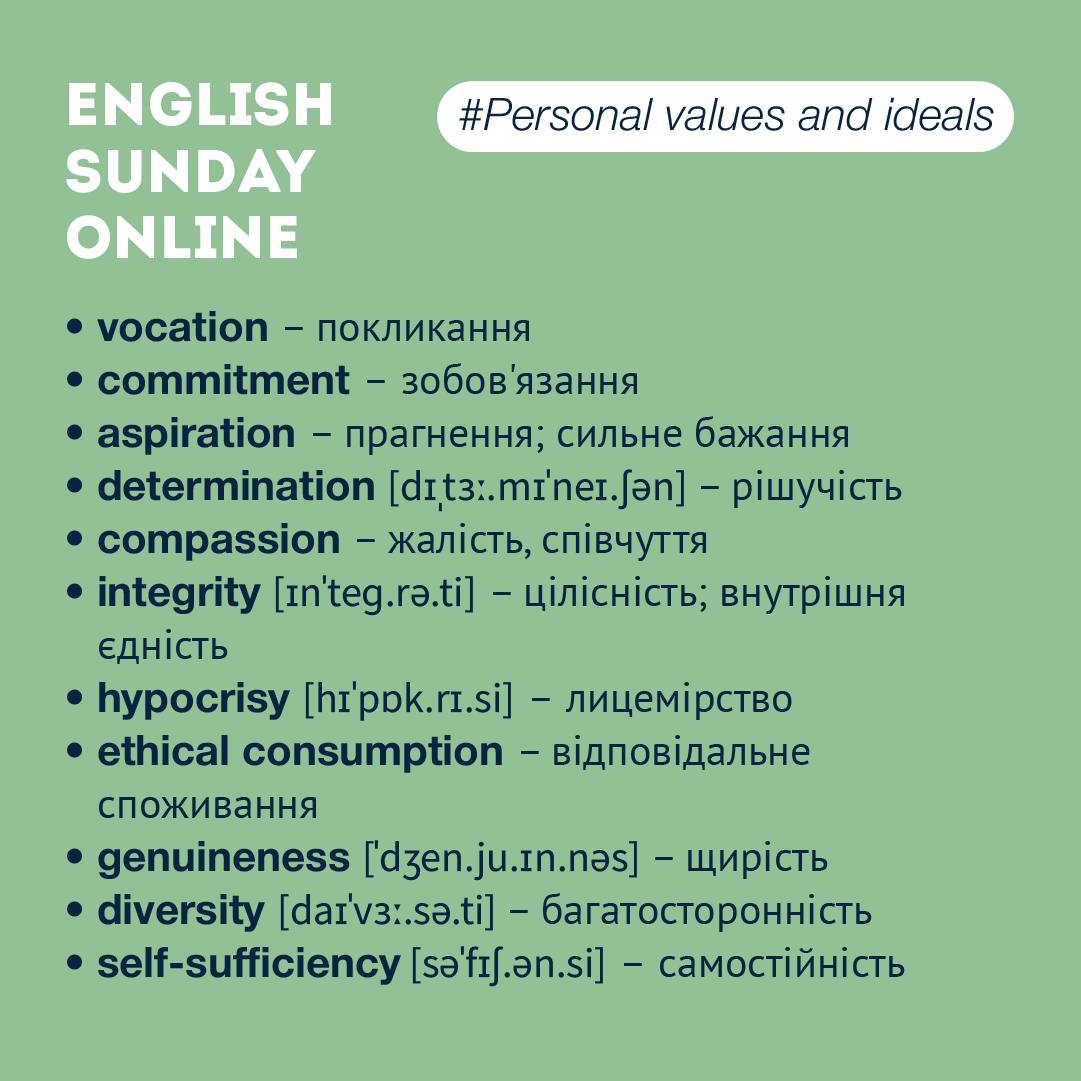 ENGLISH
SUNDAY
ONLINE
#Personal values and ideals
• vocation – покликання
• commitment – зобов'язання
• aspiration – прагнення; сильне бажання
• determination [dɪˌtɜː.mɪˈneɪ.ʃən] – рішучість
• compassion – жалість, співчуття
• integrity [ɪnˈteg.rə.ti] – цілісність; внутрішня
єдність
• hypocrisy [hɪˈpɒk.rɪ.si] – лицемірство
• ethical consumption – відповідальне
споживання
• genuineness [ˈdʒen.ju.ɪn.nəs] – щирість
• diversity [daɪˈvɜː.sə.ti] – багатосторонність
• self-sufficiency [səˈfɪʃ.ən.si] – самостійність